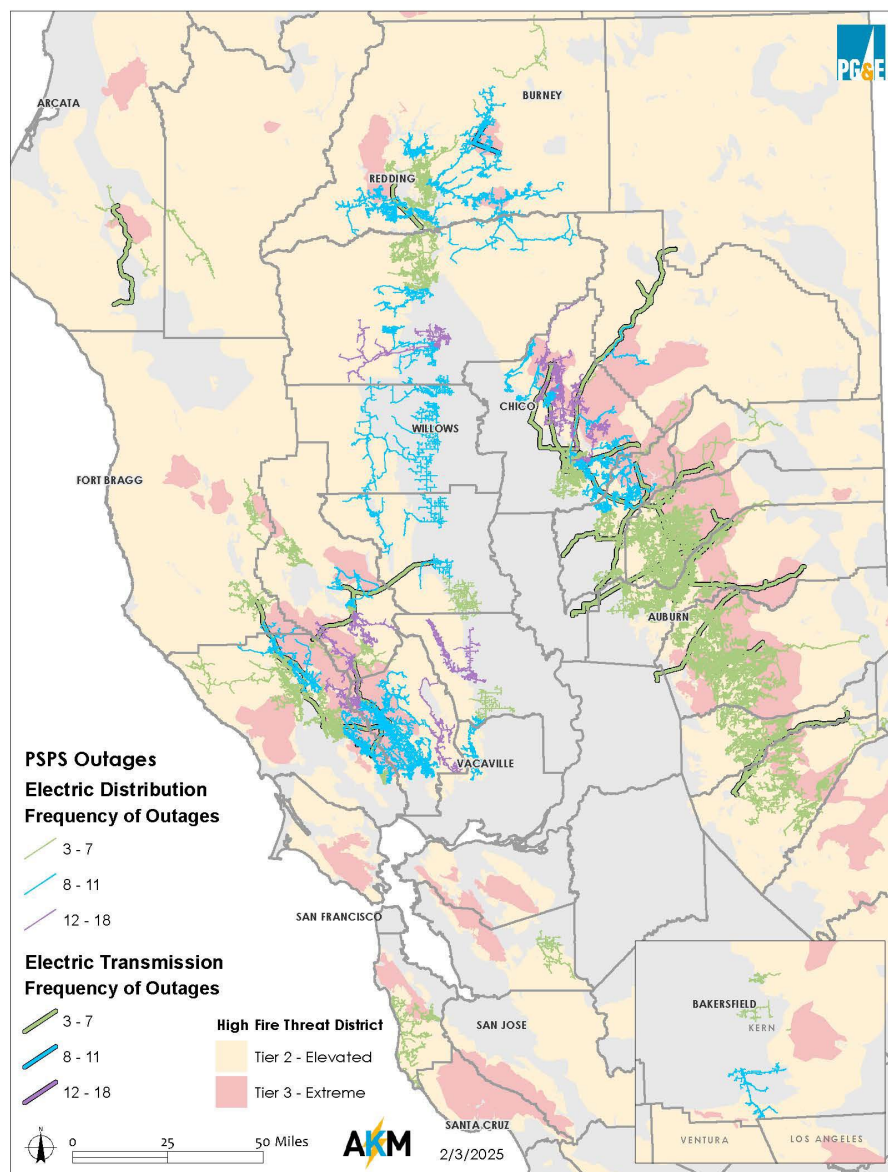 PG&E
ARCATA
BURNEY
REDDING
CHICO
WILLOWS
FORT BRAGG
AUBURN
VACAVILLE
SAN FRANCISCO
SAN JOSE
SANTA CRUZ
PSPS Outages
Electric Distribution
Frequency of Outages
3 - 7
8 - 11
12 - 18
Electric Transmission
Frequency of Outages
3 - 7
8 - 11
12 - 18
High Fire Threat District
Tier 2 - Elevated
Tier 3 - Extreme
BAKERSFIELD
KERN
VENTURA
LOS ANGELES
N
0 25 50 Miles
AKM
2/3/2025